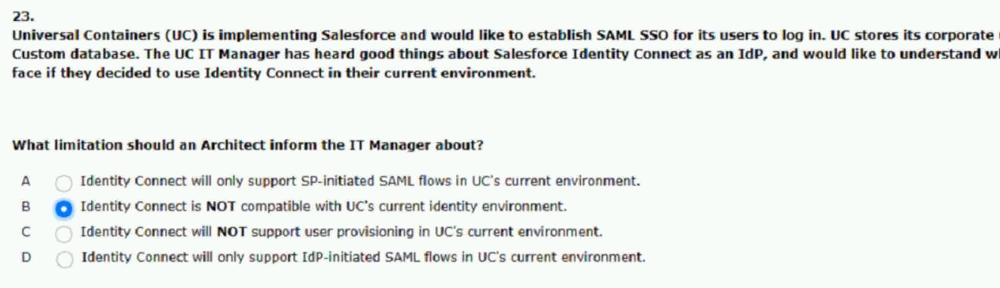 23.
Universal Containers (UC) is implementing Salesforce and would like to establish SAML SSO for its users to log in. UC stores its corporate
Custom database. The UC IT Manager has heard good things about Salesforce Identity Connect as an IdP, and would like to understand
face if they decided to use Identity Connect in their current environment.
What limitation should an Architect inform the IT Manager about?
A Identity Connect will only support SP-initiated SAML flows in UC's current environment.
B Identity Connect is NOT compatible with UC's current identity environment.
C Identity Connect will NOT support user provisioning in UC's current environment.
D Identity Connect will only support IdP-initiated SAML flows in UC's current environment.